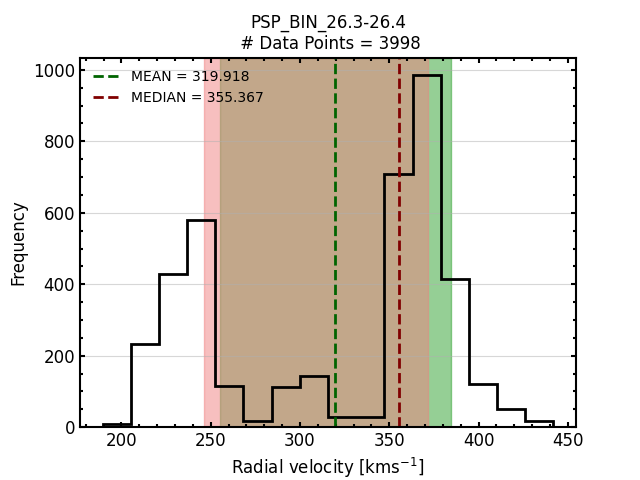 PSP_BIN_26.3-26.4
# Data Points = 3998
MEAN = 319.918
MEDIAN = 355.367
1000
800
600
400
200
0
Frequency
200 250 300 350 400 450
Radial velocity [kms⁻¹]